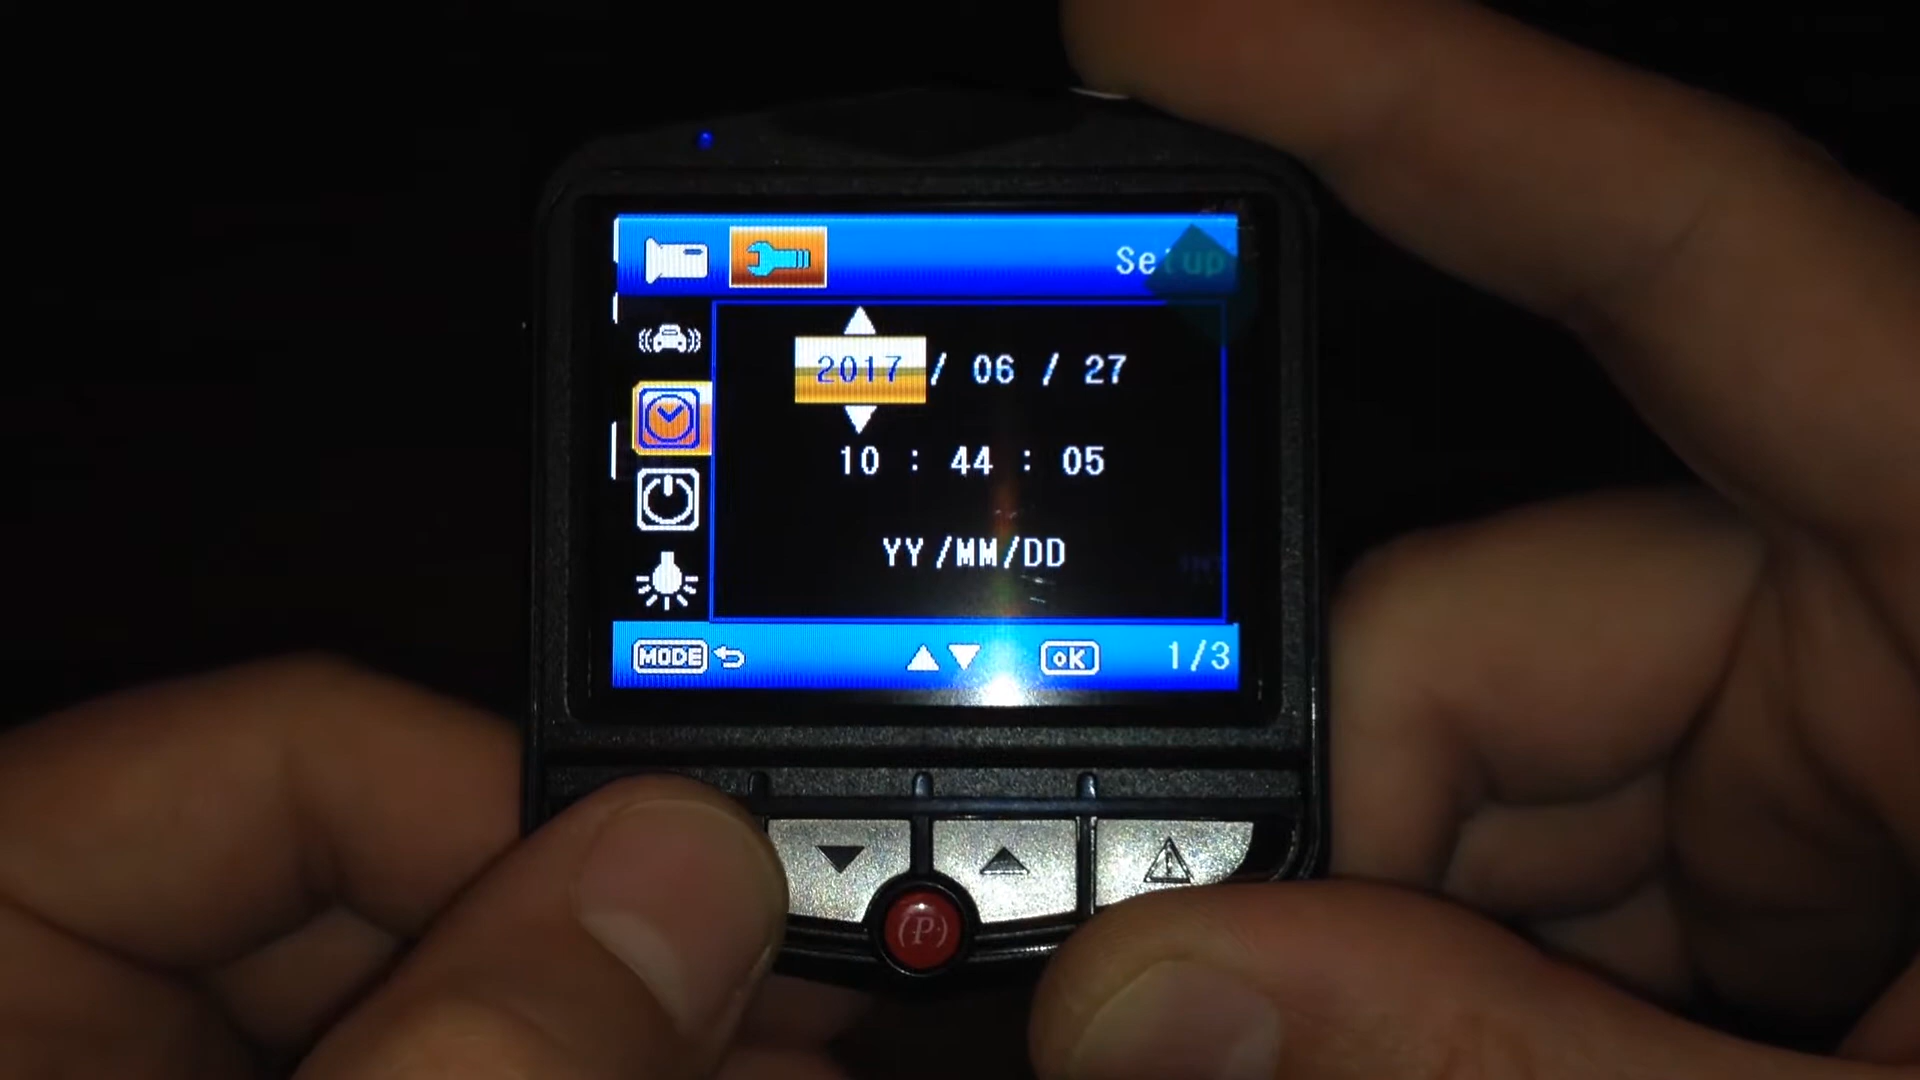 Setup
2017 / 06 / 27
10 : 44 : 05
YY/MM/DD
MODE OK 1/3
(P)